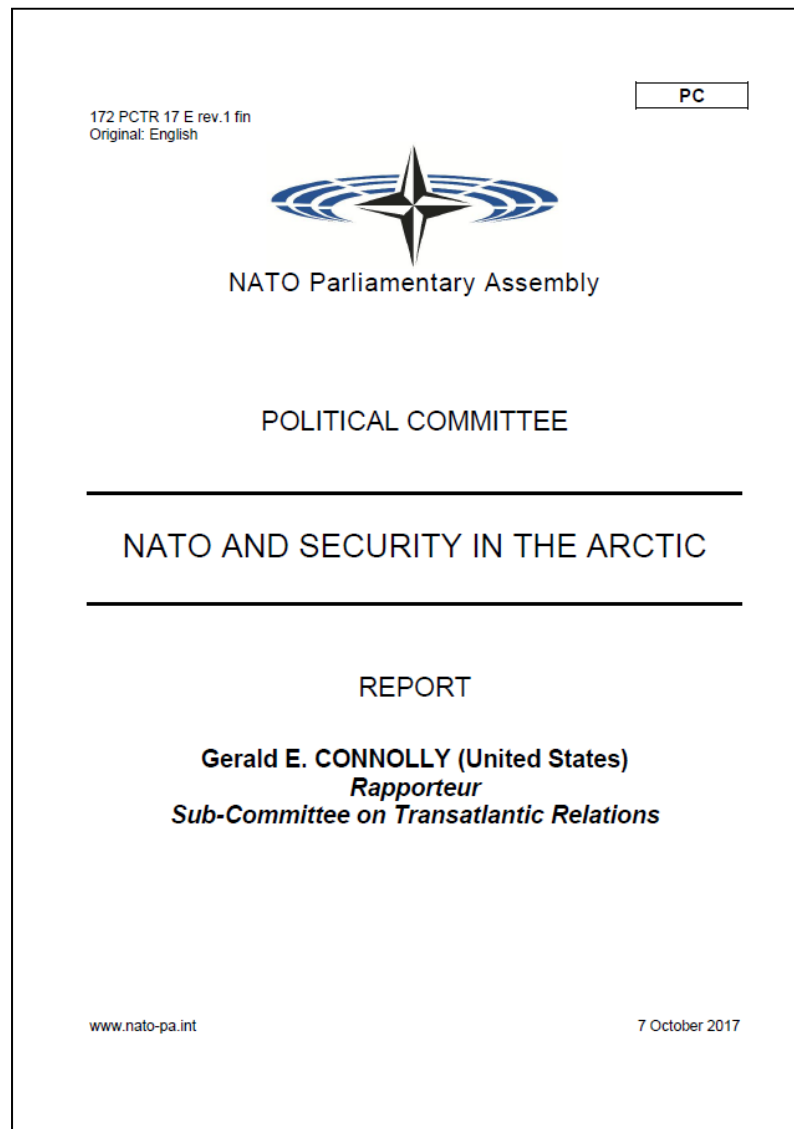 PC
172 PCTR 17 E rev.1 fin
Original: English
NATO Parliamentary Assembly
POLITICAL COMMITTEE
NATO AND SECURITY IN THE ARCTIC
REPORT
Gerald E. CONNOLLY (United States)
Rapporteur
Sub-Committee on Transatlantic Relations
www.nato-pa.int 7 October 2017